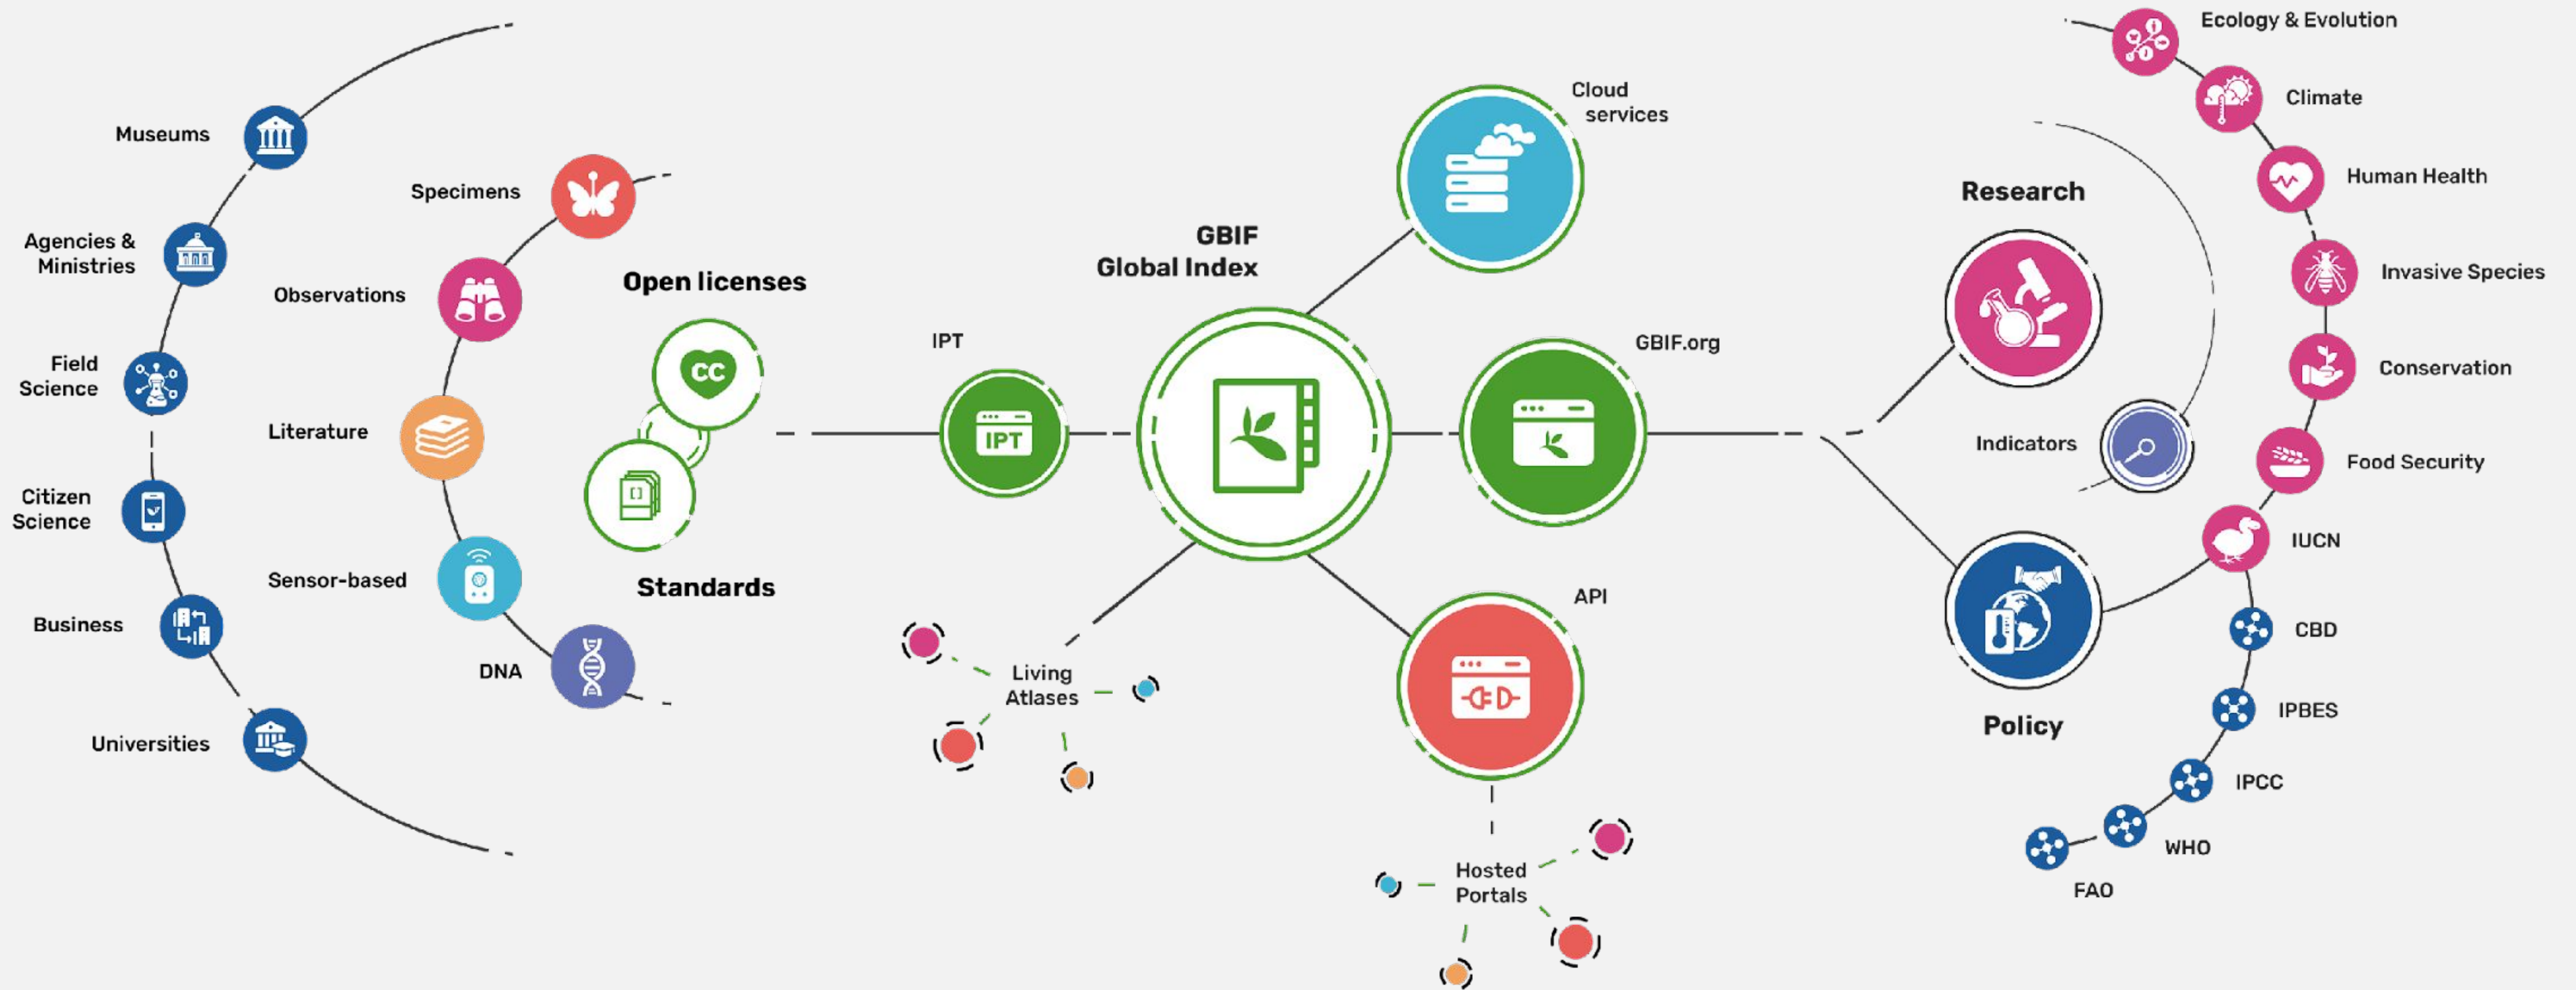 Museums
Agencies &
Ministries
Field
Science
Citizen
Science
Business
Universities
Specimens
Observations
Literature
Sensor-based
DNA
Open licenses
CC
[]
Standards
IPT
IPT
GBIF
Global Index
Cloud
services
GBIF.org
API
Living
Atlases
Hosted
Portals
Research
Indicators
Policy
Ecology & Evolution
Climate
Human Health
Invasive Species
Conservation
Food Security
IUCN
CBD
IPBES
IPCC
WHO
FAO